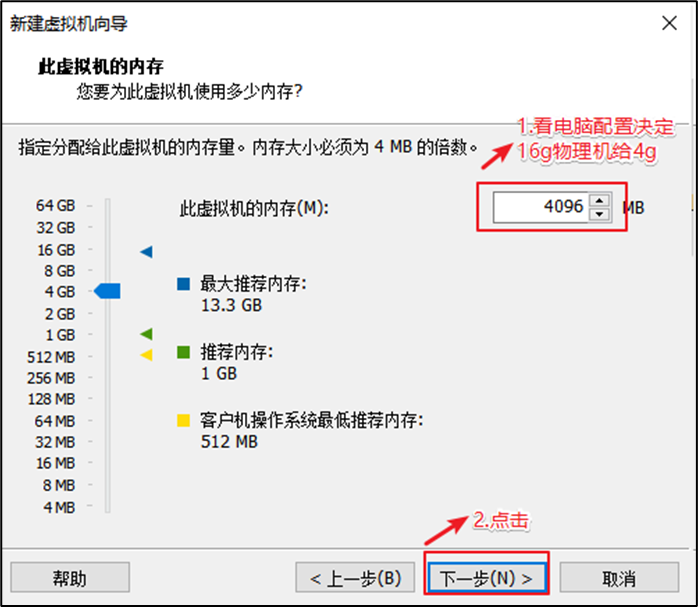 新建虚拟机向导
此虚拟机的内存
您要为此虚拟机使用多少内存?
1.看电脑配置决定
16g物理机给4g
指定分配给此虚拟机的内存量。内存大小必须为 4 MB 的倍数。
此虚拟机的内存(M):
4096
MB
64 GB
32 GB
16 GB
8 GB
4 GB
2 GB
1 GB
512 MB
256 MB
128 MB
64 MB
32 MB
16 MB
8 MB
4 MB
最大推荐内存:
13.3 GB
推荐内存:
1 GB
客户机操作系统最低推荐内存:
512 MB
2.点击
帮助
< 上一步(B)
下一步(N) >
取消